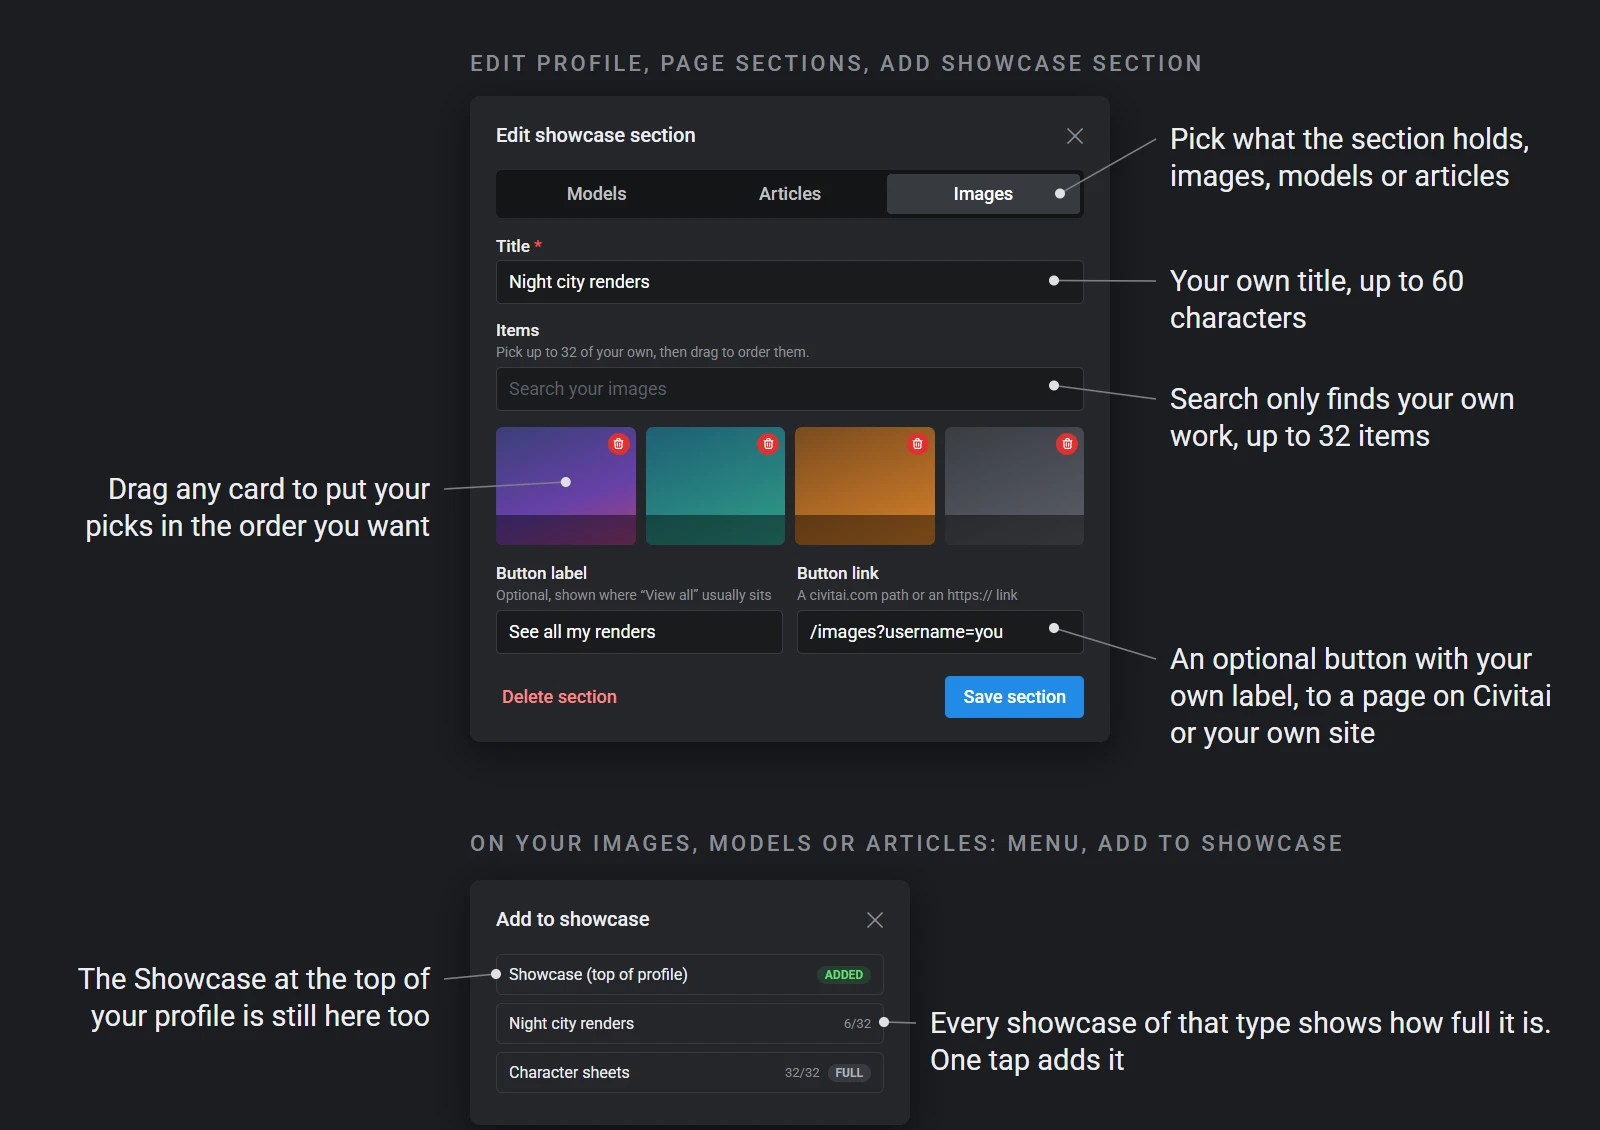 EDIT PROFILE, PAGE SECTIONS, ADD SHOWCASE SECTION
Edit showcase section
Models
Articles
Images
Pick what the section holds,
images, models or articles
Title *
Night city renders
Your own title, up to 60
characters
Items
Pick up to 32 of your own, then drag to order them.
Search your images
Search only finds your own
work, up to 32 items
Drag any card to put your
picks in the order you want
Button label
Optional, shown where “View all” usually sits
See all my renders
Button link
A civitai.com path or an https:// link
/images?username=you
An optional button with your
own label, to a page on Civitai
or your own site
Delete section
Save section
ON YOUR IMAGES, MODELS OR ARTICLES: MENU, ADD TO SHOWCASE
Add to showcase
The Showcase at the top of
your profile is still here too
Showcase (top of profile)
ADDED
Night city renders
6/32
Every showcase of that type shows how full it is.
One tap adds it
Character sheets
32/32
FULL